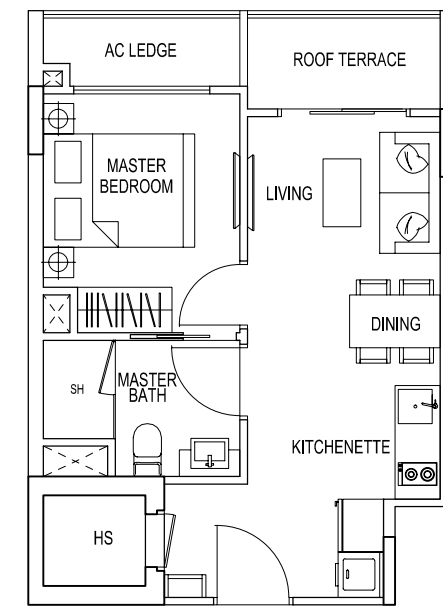 AC LEDGE
ROOF TERRACE
MASTER
BEDROOM
LIVING
DINING
SH
MASTER
BATH
KITCHENETTE
HS